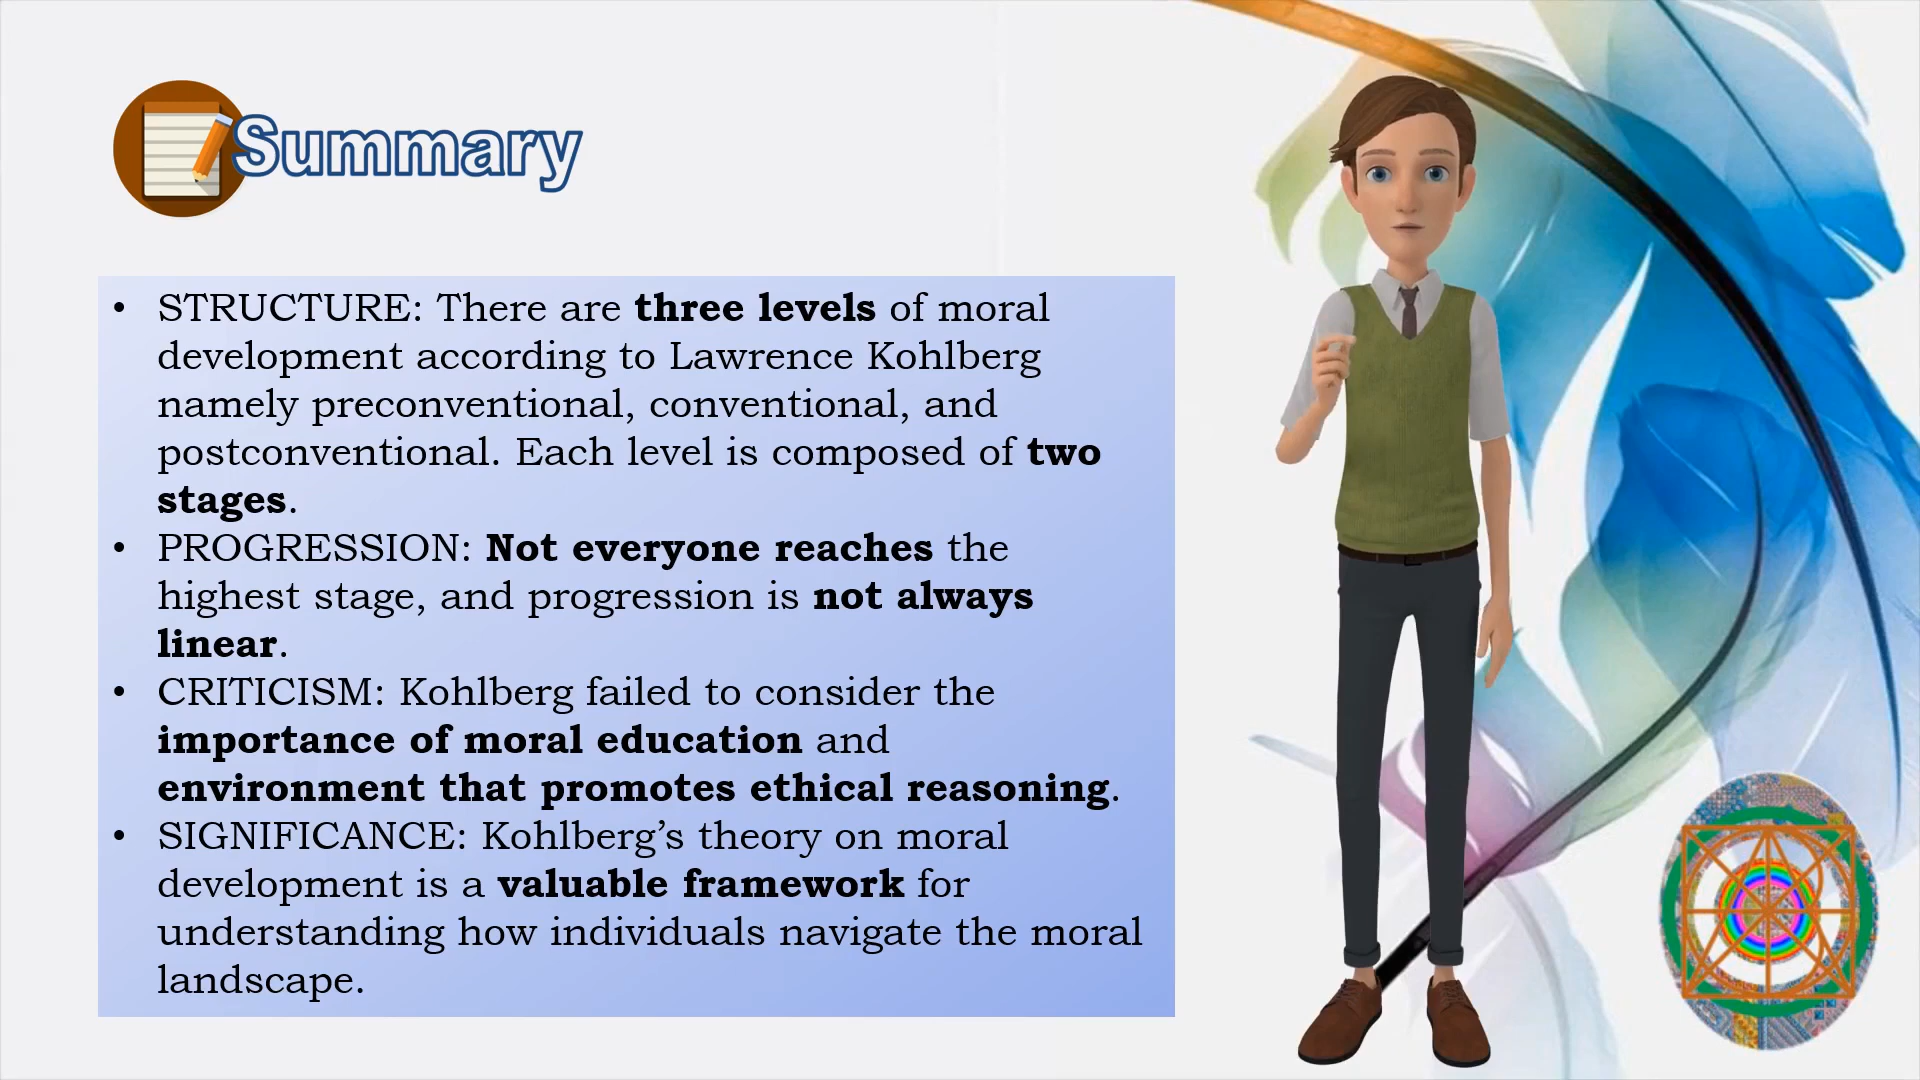 Summary
• STRUCTURE: There are three levels of moral
development according to Lawrence Kohlberg
namely preconventional, conventional, and
postconventional. Each level is composed of two
stages.
• PROGRESSION: Not everyone reaches the
highest stage, and progression is not always
linear.
• CRITICISM: Kohlberg failed to consider the
importance of moral education and
environment that promotes ethical reasoning.
• SIGNIFICANCE: Kohlberg’s theory on moral
development is a valuable framework for
understanding how individuals navigate the moral
landscape.